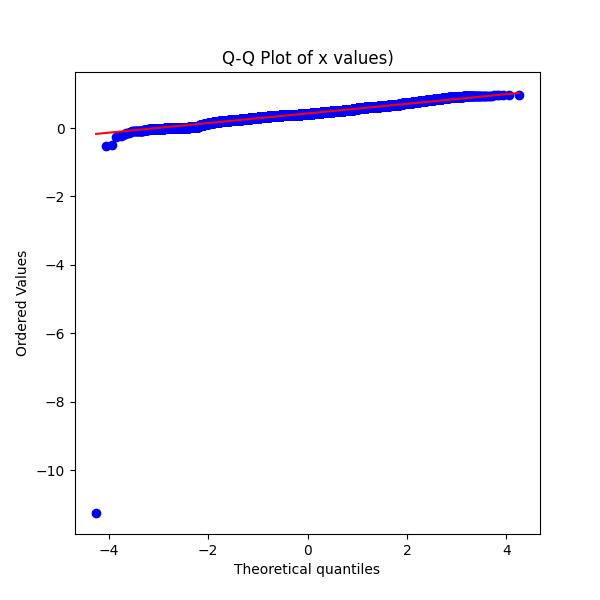 Q-Q Plot of x values)
Ordered Values
0
−2
−4
−6
−8
−10
−4 −2 0 2 4
Theoretical quantiles